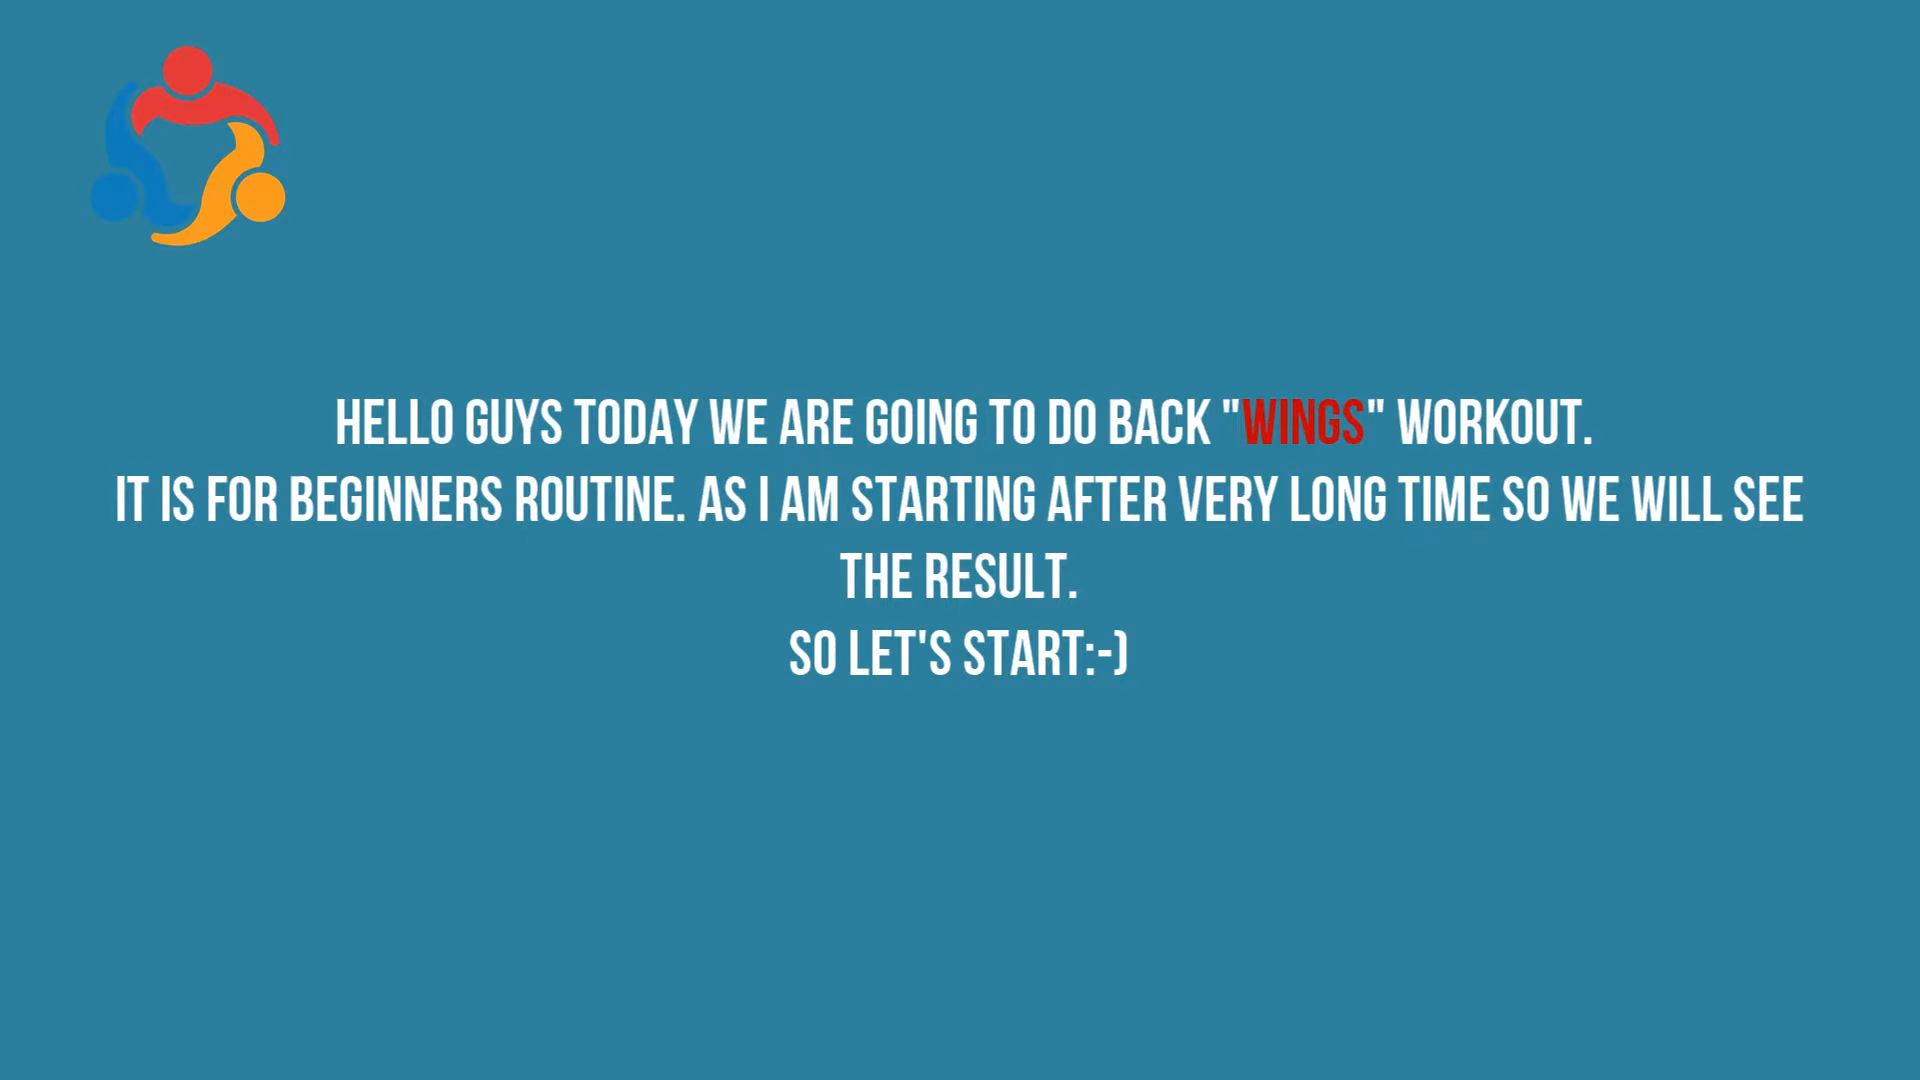 HELLO GUYS TODAY WE ARE GOING TO DO BACK "WINGS" WORKOUT.
IT IS FOR BEGINNERS ROUTINE. AS I AM STARTING AFTER VERY LONG TIME SO WE WILL SEE
THE RESULT.
SO LET'S START:-)